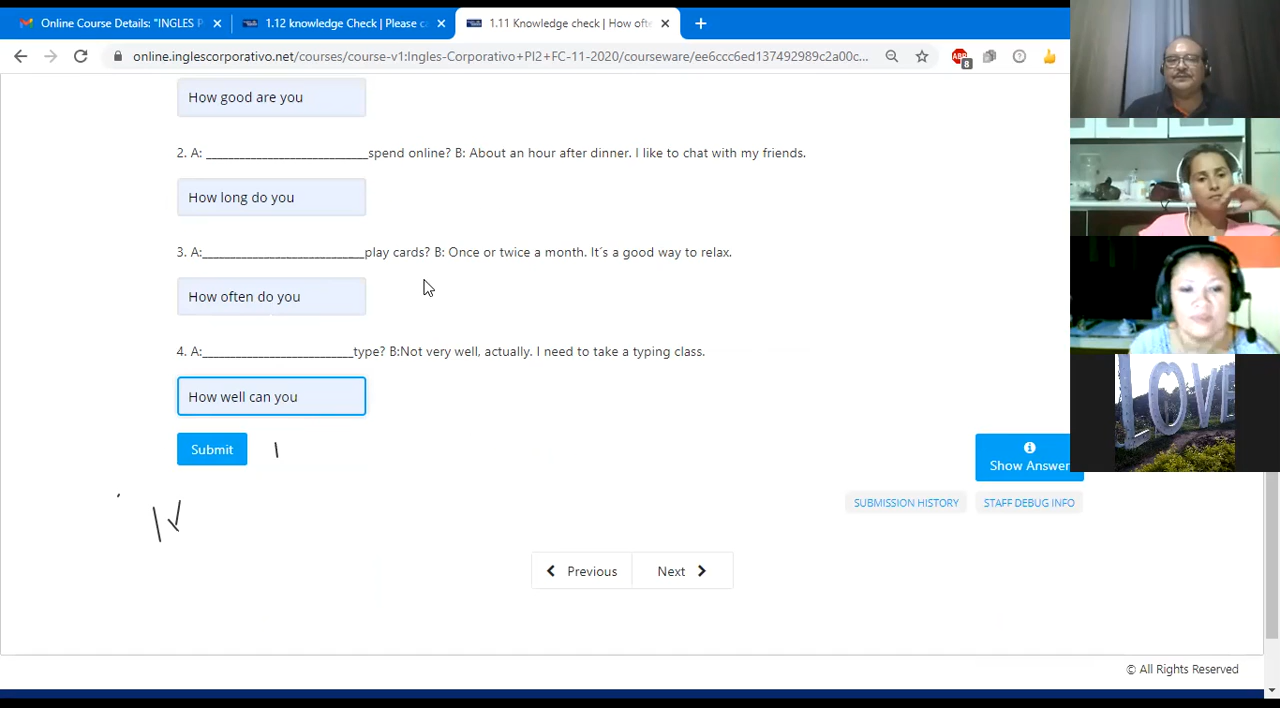 Online Course Details: "INGLES P
1.12 knowledge Check | Please ca
1.11 Knowledge check | How ofte
online.inglescorporativo.net/courses/course-v1:Ingles-Corporativo+PI2+FC-11-2020/courseware/ee6ccc6ed137492989c2a00c...
ABP
8
How good are you
2. A: ________________________spend online? B: About an hour after dinner. I like to chat with my friends.
How long do you
3. A:________________________play cards? B: Once or twice a month. It´s a good way to relax.
How often do you
4. A:______________________type? B:Not very well, actually. I need to take a typing class.
How well can you
Submit
Show Answer
SUBMISSION HISTORY
STAFF DEBUG INFO
Previous
Next
© All Rights Reserved
LOVE